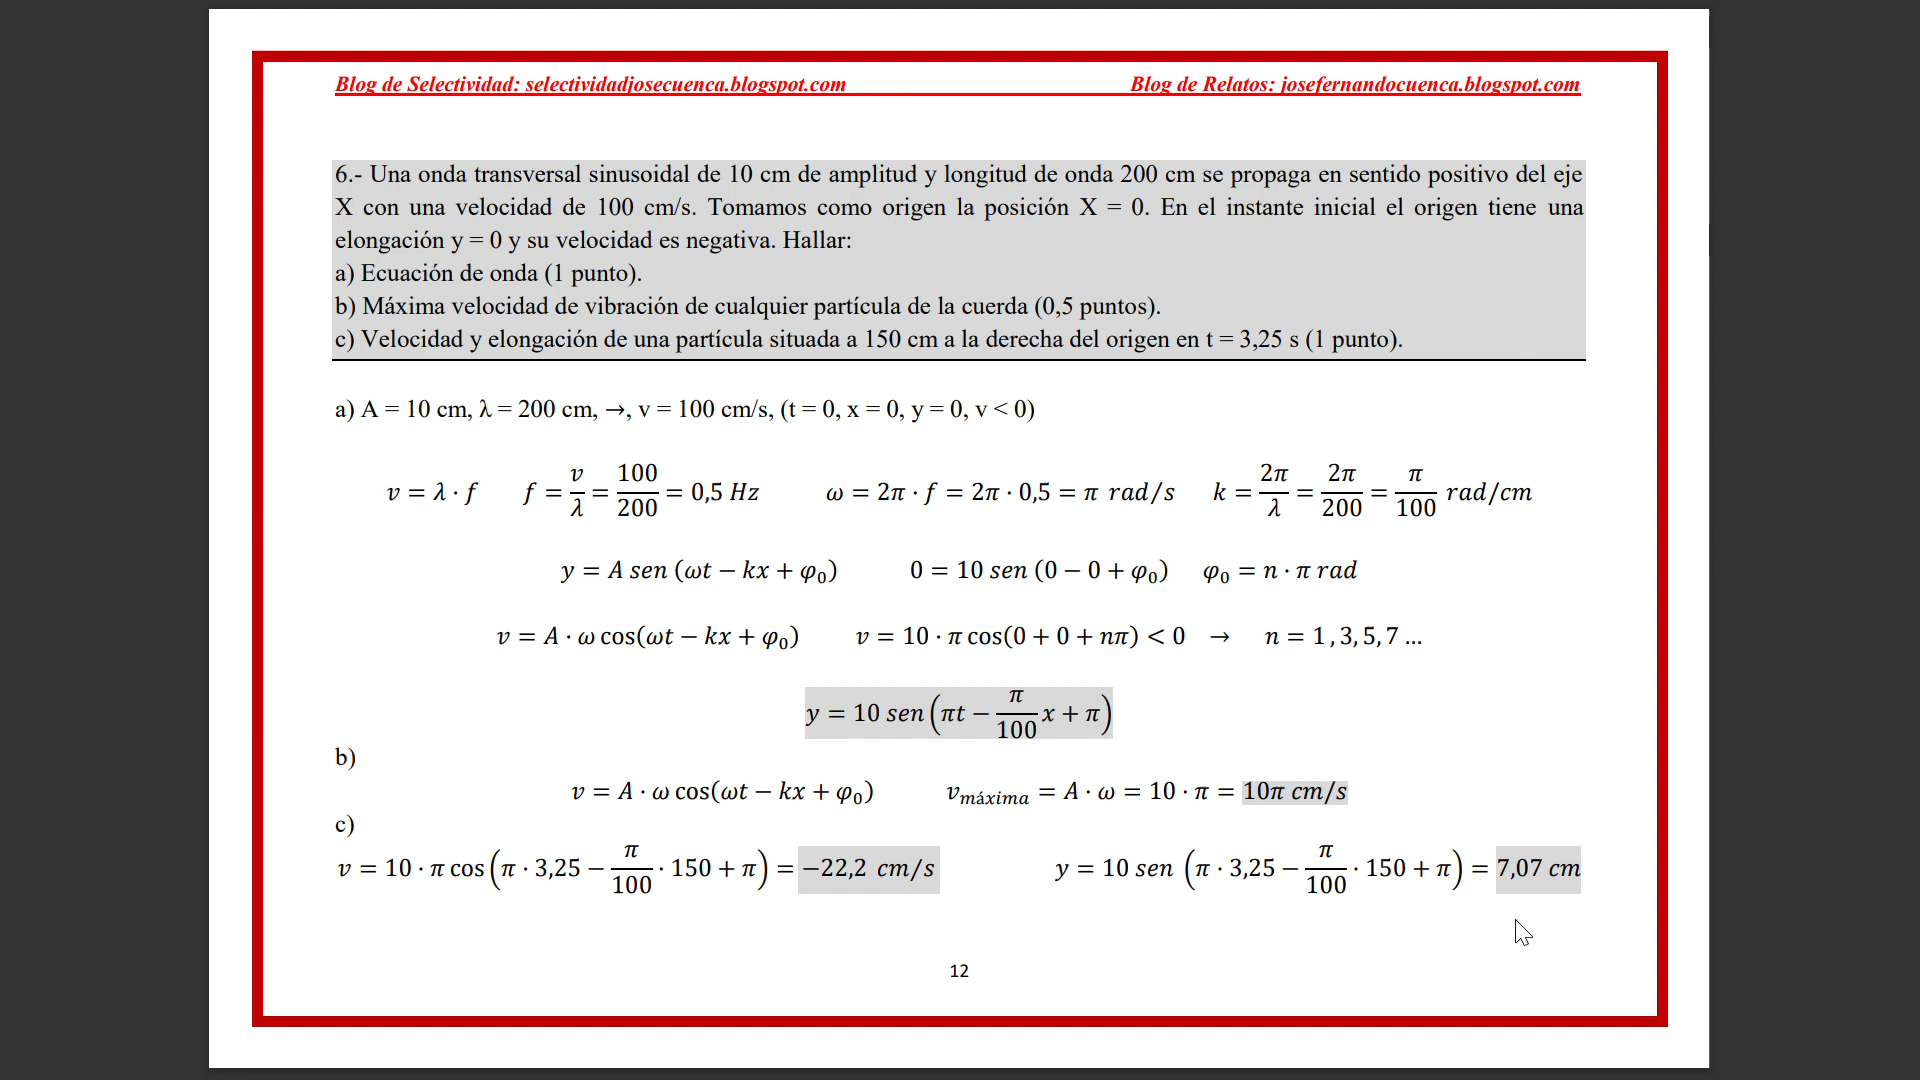 Blog de Selectividad: selectividadjosecuenca.blogspot.com Blog de Relatos: josefernandocuenca.blogspot.com
6.- Una onda transversal sinusoidal de 10 cm de amplitud y longitud de onda 200 cm se propaga en sentido positivo del eje
X con una velocidad de 100 cm/s. Tomamos como origen la posición X = 0. En el instante inicial el origen tiene una
elongación y = 0 y su velocidad es negativa. Hallar:
a) Ecuación de onda (1 punto).
b) Máxima velocidad de vibración de cualquier partícula de la cuerda (0,5 puntos).
c) Velocidad y elongación de una partícula situada a 150 cm a la derecha del origen en t = 3,25 s (1 punto).
a) A = 10 cm, λ = 200 cm, →, v = 100 cm/s, (t = 0, x = 0, y = 0, v < 0)
v = λ · f f = v/λ = 100/200 = 0,5 Hz ω = 2π · f = 2π · 0,5 = π rad/s k = 2π/λ = 2π/200 = π/100 rad/cm
y = A sen (ωt − kx + φ₀) 0 = 10 sen (0 − 0 + φ₀) φ₀ = n · π rad
v = A · ω cos(ωt − kx + φ₀) v = 10 · π cos(0 + 0 + nπ) < 0 → n = 1 , 3, 5, 7 …
y = 10 sen (πt − π/100 x + π)
b)
v = A · ω cos(ωt − kx + φ₀) v máxima = A · ω = 10 · π = 10π cm/s
c)
v = 10 · π cos (π · 3,25 − π/100 · 150 + π) = −22,2 cm/s y = 10 sen (π · 3,25 − π/100 · 150 + π) = 7,07 cm
12